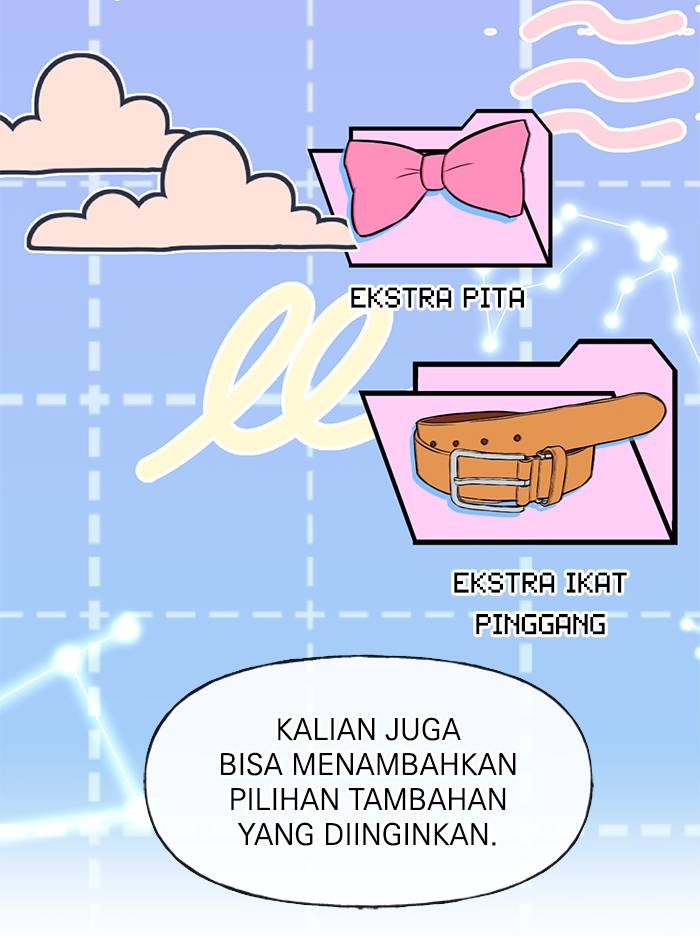 EKSTRA PITA
EKSTRA IKAT
PINGGANG
KALIAN JUGA
BISA MENAMBAHKAN
PILIHAN TAMBAHAN
YANG DIINGINKAN.